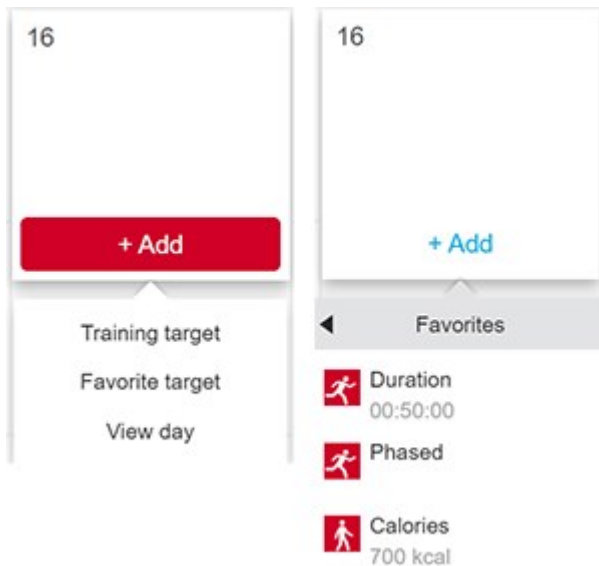 16
+ Add
Training target
Favorite target
View day
16
+ Add
Favorites
Duration
00:50:00
Phased
Calories
700 kcal